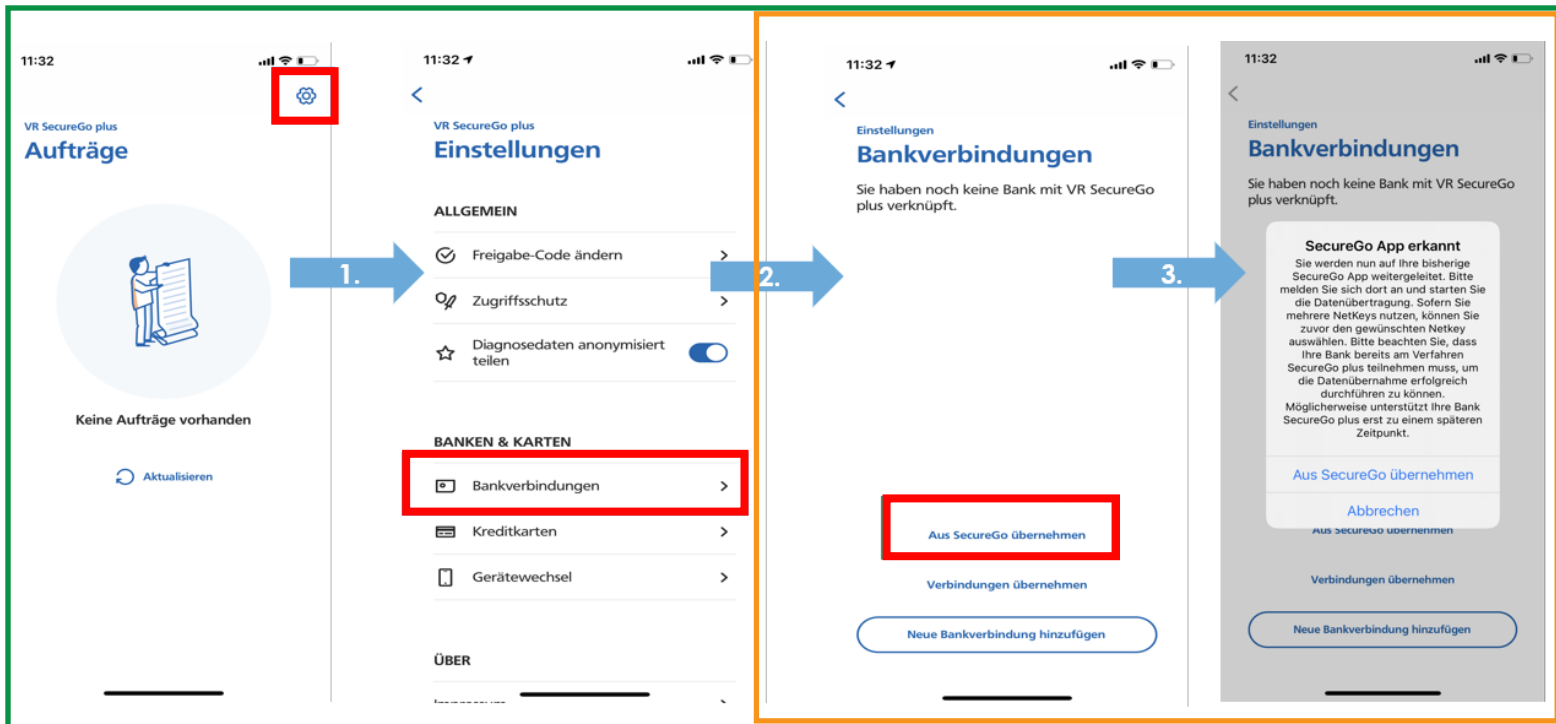 11:32
VR SecureGo plus
Aufträge
Keine Aufträge vorhanden
Aktualisieren
1.
11:32
VR SecureGo plus
Einstellungen
ALLGEMEIN
Freigabe-Code ändern
Zugriffsschutz
Diagnosedaten anonymisiert
teilen
BANKEN & KARTEN
Bankverbindungen
Kreditkarten
Gerätewechsel
ÜBER
2.
11:32
Einstellungen
Bankverbindungen
Sie haben noch keine Bank mit VR SecureGo
plus verknüpft.
Aus SecureGo übernehmen
Verbindungen übernehmen
Neue Bankverbindung hinzufügen
3.
11:32
Einstellungen
Bankverbindungen
Sie haben noch keine Bank mit VR SecureGo
plus verknüpft.
SecureGo App erkannt
Sie werden nun auf Ihre bisherige
SecureGo App weitergeleitet. Bitte
melden Sie sich dort an und starten Sie
die Datenübertragung. Sofern Sie
mehrere NetKeys nutzen, können Sie
zuvor den gewünschten Netkey
auswählen. Bitte beachten Sie, dass
Ihre Bank bereits am Verfahren
SecureGo plus teilnehmen muss, um
die Datenübernahme erfolgreich
durchführen zu können.
Möglicherweise unterstützt Ihre Bank
SecureGo plus erst zu einem späteren
Zeitpunkt.
Aus SecureGo übernehmen
Abbrechen
Aus SecureGo übernehmen
Verbindungen übernehmen
Neue Bankverbindung hinzufügen